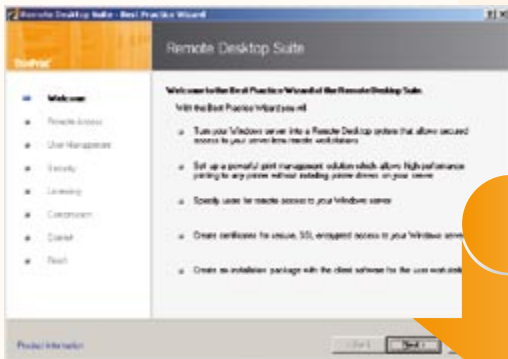 Remote Desktop Suite - Best Practice Wizard
Remote Desktop Suite
ThinPrint
Welcome
Remote Access
User Management
Security
Licensing
Finish
Welcome to the Best Practice Wizard of the Remote Desktop Suite.
With the Best Practice Wizard you will
Turn your Windows server into a Remote Desktop system that allows secured
access to your server from remote workstations
Set up a powerful print management solution which allows high performance
printing to any printer without installing printer drivers on your server
Specify users for remote access to your Windows server
Create certificates for secure, SSL encrypted access to your Windows server
Create an installation package with the client software for the user
Product information
< Back
Next >